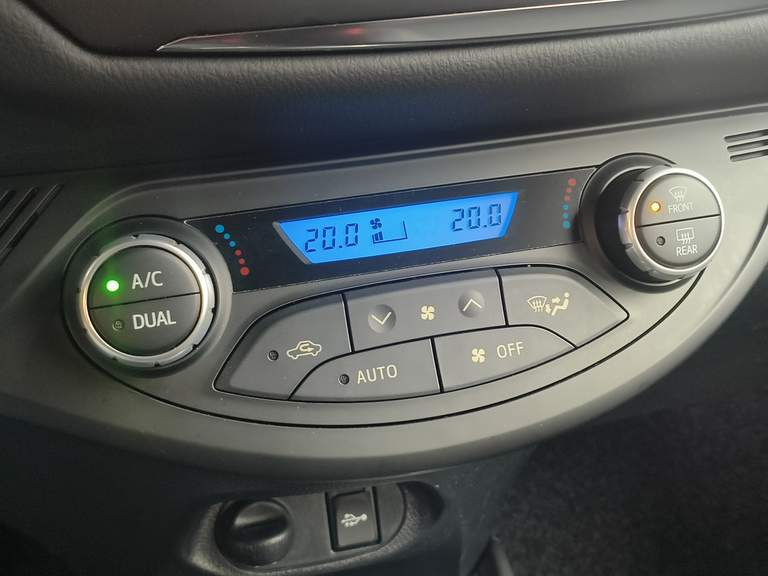 20.0 20.0
FRONT
REAR
A/C
DUAL
AUTO
OFF